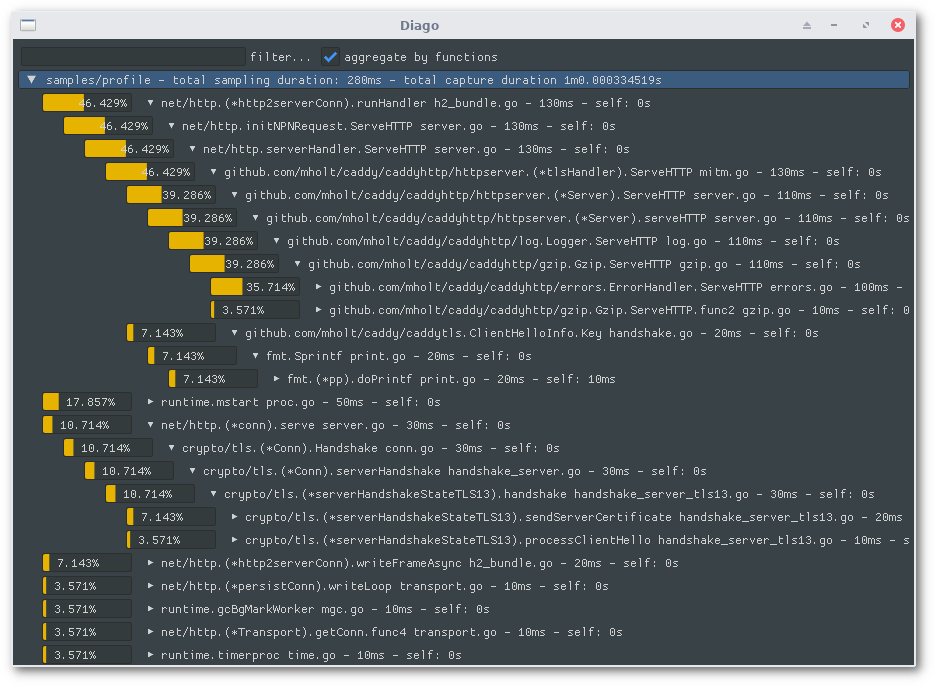 Diago
filter... aggregate by functions
▼ samples/profile - total sampling duration: 280ms - total capture duration 1m0.000334519s
46.429% ▼ net/http.(*http2serverConn).runHandler h2_bundle.go - 130ms - self: 0s
46.429% ▼ net/http.initNPNRequest.ServeHTTP server.go - 130ms - self: 0s
46.429% ▼ net/http.serverHandler.ServeHTTP server.go - 130ms - self: 0s
46.429% ▼ github.com/mholt/caddy/caddyhttp/httpserver.(*tlsHandler).ServeHTTP mitm.go - 130ms - self: 0s
39.286% ▼ github.com/mholt/caddy/caddyhttp/httpserver.(*Server).ServeHTTP server.go - 110ms - self: 0s
39.286% ▼ github.com/mholt/caddy/caddyhttp/httpserver.(*Server).serveHTTP server.go - 110ms - self: 0s
39.286% ▼ github.com/mholt/caddy/caddyhttp/log.Logger.ServeHTTP log.go - 110ms - self: 0s
39.286% ▼ github.com/mholt/caddy/caddyhttp/gzip.Gzip.ServeHTTP gzip.go - 110ms - self: 0s
35.714% ▶ github.com/mholt/caddy/caddyhttp/errors.ErrorHandler.ServeHTTP errors.go - 100ms -
3.571% ▶ github.com/mholt/caddy/caddyhttp/gzip.Gzip.ServeHTTP.func2 gzip.go - 10ms - self: 0
7.143% ▼ github.com/mholt/caddy/caddytls.ClientHelloInfo.Key handshake.go - 20ms - self: 0s
7.143% ▼ fmt.Sprintf print.go - 20ms - self: 0s
7.143% ▶ fmt.(*pp).doPrintf print.go - 20ms - self: 10ms
17.857% ▶ runtime.mstart proc.go - 50ms - self: 0s
10.714% ▼ net/http.(*conn).serve server.go - 30ms - self: 0s
10.714% ▼ crypto/tls.(*Conn).Handshake conn.go - 30ms - self: 0s
10.714% ▼ crypto/tls.(*Conn).serverHandshake handshake_server.go - 30ms - self: 0s
10.714% ▼ crypto/tls.(*serverHandshakeStateTLS13).handshake handshake_server_tls13.go - 30ms - self: 0s
7.143% ▶ crypto/tls.(*serverHandshakeStateTLS13).sendServerCertificate handshake_server_tls13.go - 20ms
3.571% ▶ crypto/tls.(*serverHandshakeStateTLS13).processClientHello handshake_server_tls13.go - 10ms - s
7.143% ▶ net/http.(*http2serverConn).writeFrameAsync h2_bundle.go - 20ms - self: 0s
3.571% ▶ net/http.(*persistConn).writeLoop transport.go - 10ms - self: 0s
3.571% ▶ runtime.gcBgMarkWorker mgc.go - 10ms - self: 0s
3.571% ▶ net/http.(*Transport).getConn.func4 transport.go - 10ms - self: 0s
3.571% ▶ runtime.timerproc time.go - 10ms - self: 0s